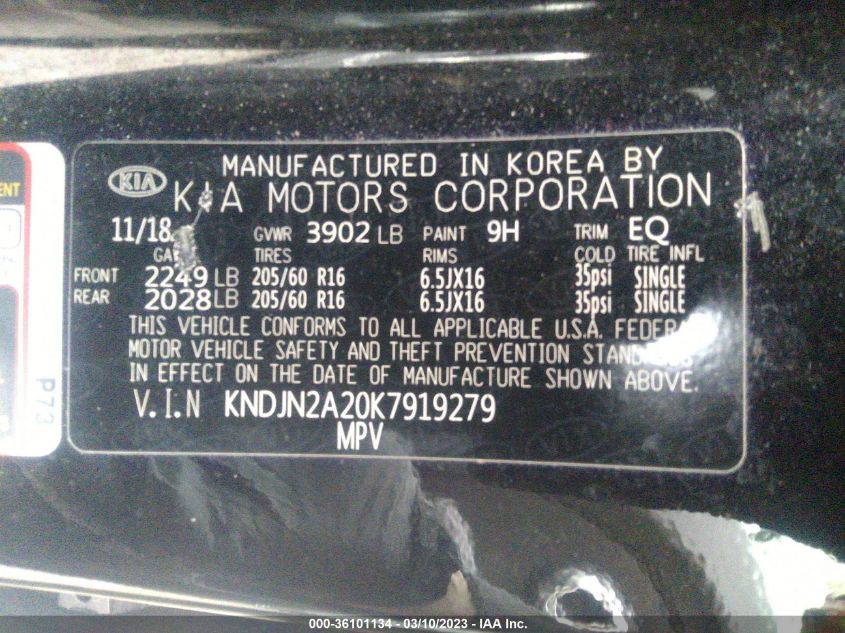 MANUFACTURED IN KOREA BY
KIA KIA MOTORS CORPORATION
11/18 GVWR 3902 LB PAINT 9H TRIM EQ
TIRES RIMS COLD TIRE INFL
FRONT 2249 LB 205/60 R16 6.5JX16 35psi SINGLE
REAR 2028 LB 205/60 R16 6.5JX16 35psi SINGLE
THIS VEHICLE CONFORMS TO ALL APPLICABLE U.S.A. FEDERA
MOTOR VEHICLE SAFETY AND THEFT PREVENTION STANDARDS
IN EFFECT ON THE DATE OF MANUFACTURE SHOWN ABOVE.
V.I.N KNDJN2A20K7919279
MPV
P73
000-36101134 - 03/10/2023 - IAA Inc.